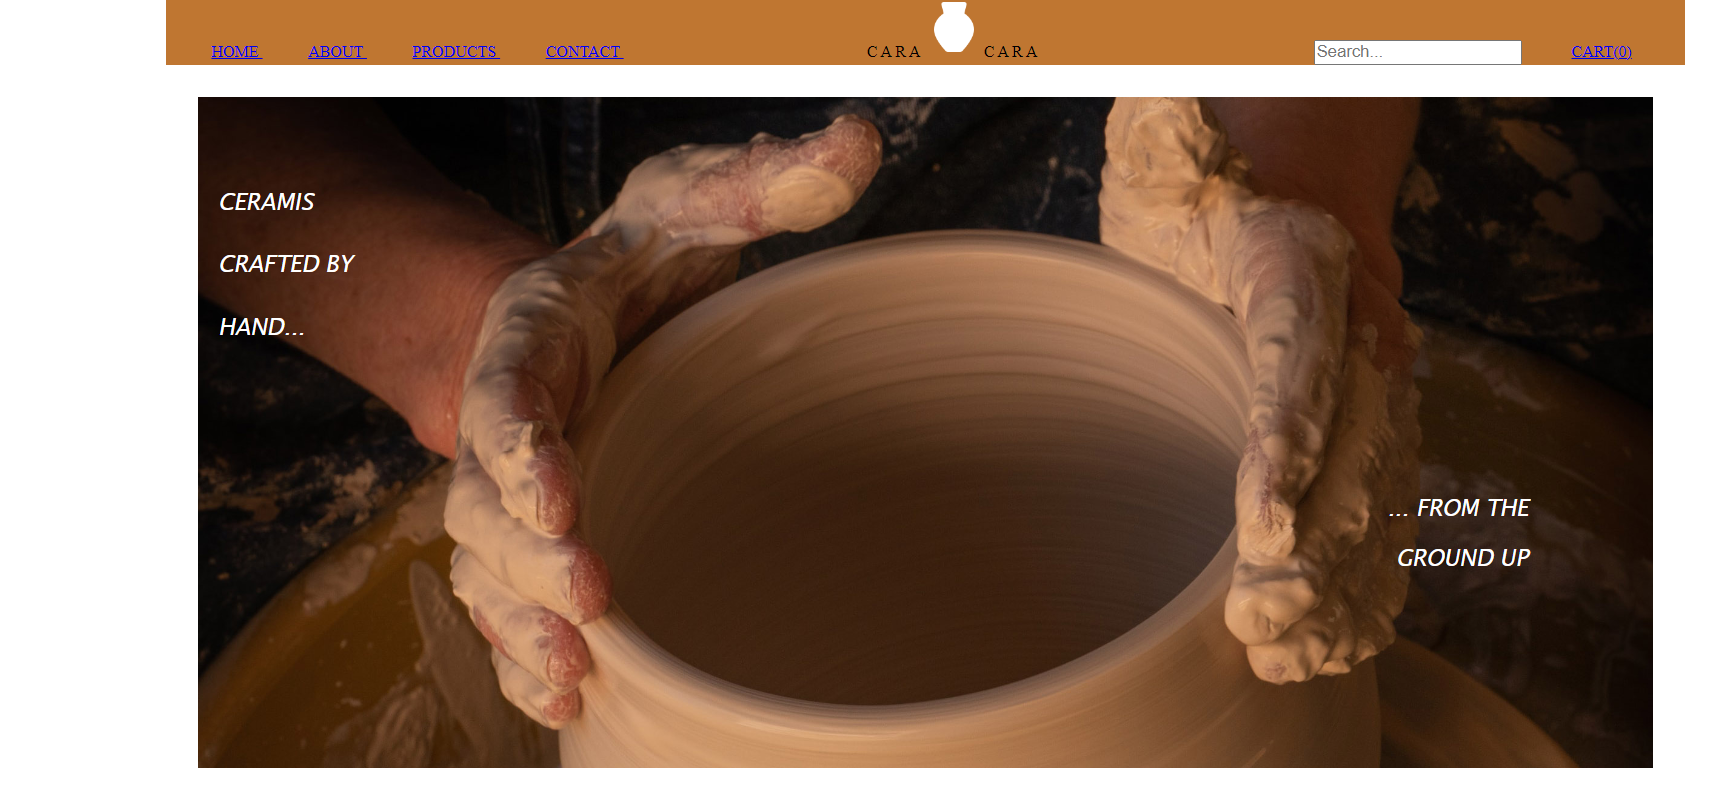 HOME ABOUT PRODUCTS CONTACT CARA CARA Search... CART(0)
CERAMIS
CRAFTED BY
HAND...
... FROM THE
GROUND UP